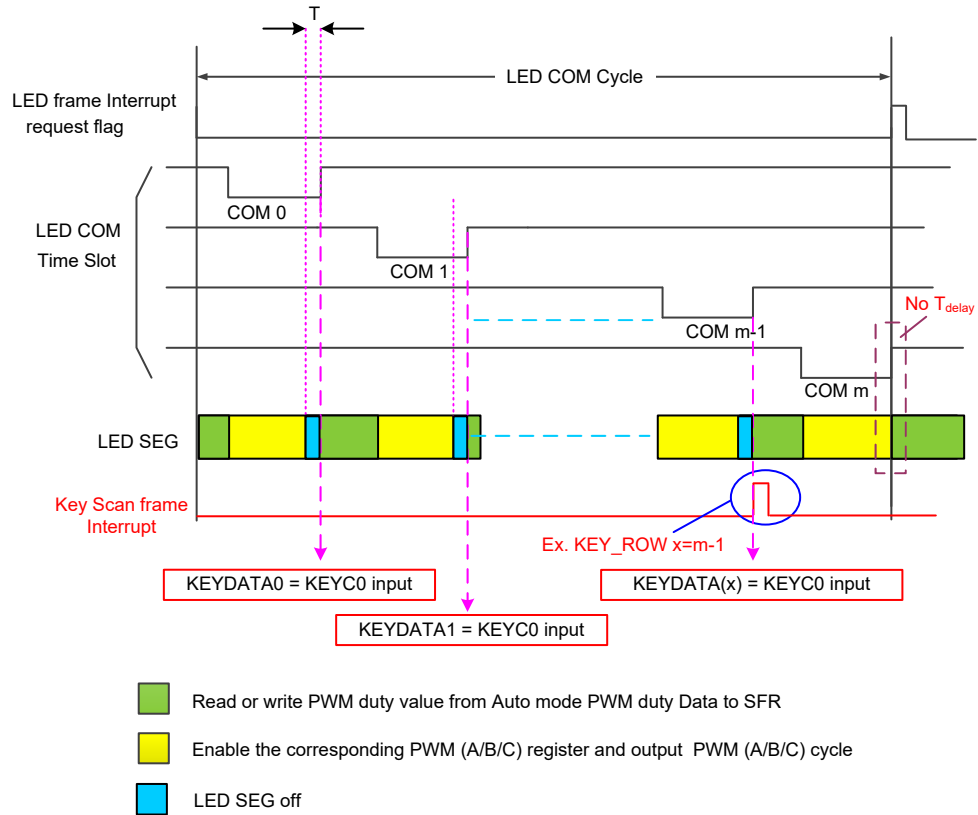 T
LED COM Cycle
LED frame Interrupt
request flag
COM 0
LED COM
Time Slot
COM 1
COM m-1
No Tdelay
COM m
LED SEG
Key Scan frame
Interrupt
Ex. KEY_ROW x=m-1
KEYDATA0 = KEYC0 input
KEYDATA(x) = KEYC0 input
KEYDATA1 = KEYC0 input
Read or write PWM duty value from Auto mode PWM duty Data to SFR
Enable the corresponding PWM (A/B/C) register and output PWM (A/B/C) cycle
LED SEG off